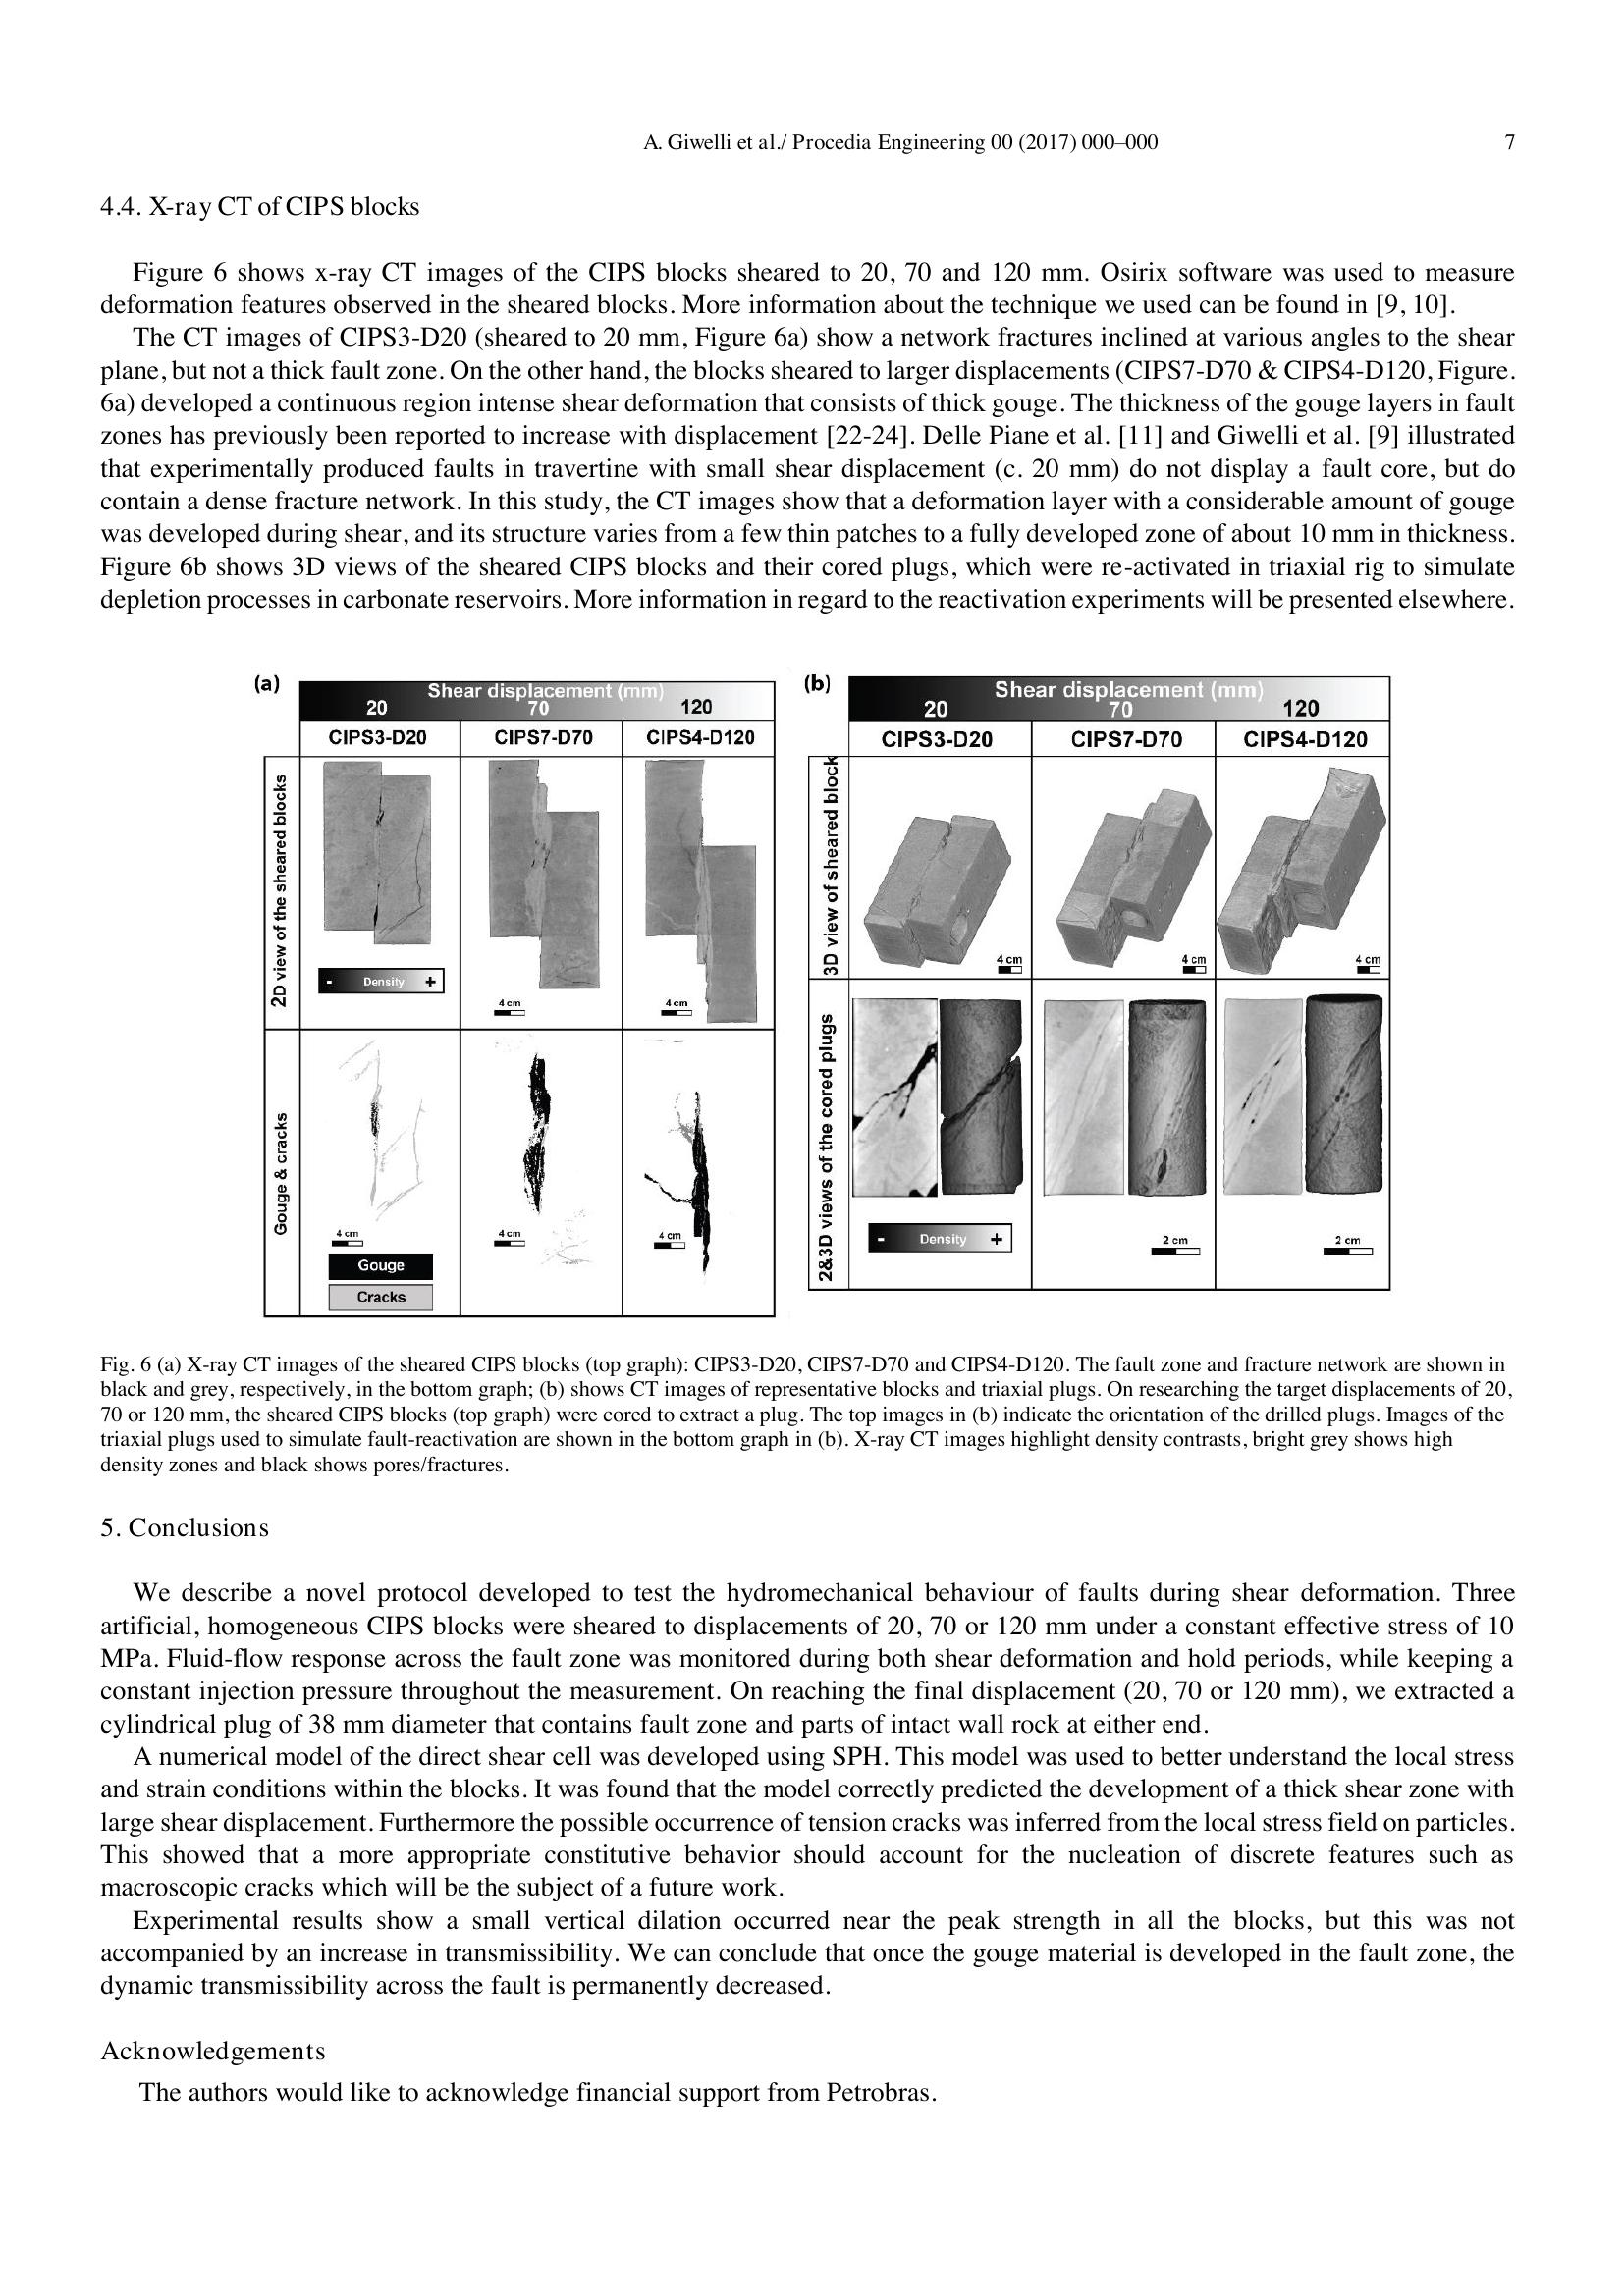 A. Giwelli et al./ Procedia Engineering 00 (2017) 000–000 7
4.4. X-ray CT of CIPS blocks
Figure 6 shows x-ray CT images of the CIPS blocks sheared to 20, 70 and 120 mm. Osirix software was used to measure
deformation features observed in the sheared blocks. More information about the technique we used can be found in [9, 10].
The CT images of CIPS3-D20 (sheared to 20 mm, Figure 6a) show a network fractures inclined at various angles to the shear
plane, but not a thick fault zone. On the other hand, the blocks sheared to larger displacements (CIPS7-D70 & CIPS4-D120, Figure.
6a) developed a continuous region intense shear deformation that consists of thick gouge. The thickness of the gouge layers in fault
zones has previously been reported to increase with displacement [22-24]. Delle Piane et al. [11] and Giwelli et al. [9] illustrated
that experimentally produced faults in travertine with small shear displacement (c. 20 mm) do not display a fault core, but do
contain a dense fracture network. In this study, the CT images show that a deformation layer with a considerable amount of gouge
was developed during shear, and its structure varies from a few thin patches to a fully developed zone of about 10 mm in thickness.
Figure 6b shows 3D views of the sheared CIPS blocks and their cored plugs, which were re-activated in triaxial rig to simulate
depletion processes in carbonate reservoirs. More information in regard to the reactivation experiments will be presented elsewhere.
(a)
Shear displacement (mm)
20 70 120
CIPS3-D20 CIPS7-D70 CIPS4-D120
2D view of the sheared blocks
- Density +
4 cm 4 cm
Gouge & cracks
4 cm 4 cm 4 cm
Gouge
Cracks
(b)
Shear displacement (mm)
20 70 120
CIPS3-D20 CIPS7-D70 CIPS4-D120
3D view of sheared block
4 cm 4 cm 4 cm
2&3D views of the cored plugs
- Density +
2 cm 2 cm
Fig. 6 (a) X-ray CT images of the sheared CIPS blocks (top graph): CIPS3-D20, CIPS7-D70 and CIPS4-D120. The fault zone and fracture network are shown in
black and grey, respectively, in the bottom graph; (b) shows CT images of representative blocks and triaxial plugs. On researching the target displacements of 20,
70 or 120 mm, the sheared CIPS blocks (top graph) were cored to extract a plug. The top images in (b) indicate the orientation of the drilled plugs. Images of the
triaxial plugs used to simulate fault-reactivation are shown in the bottom graph in (b). X-ray CT images highlight density contrasts, bright grey shows high
density zones and black shows pores/fractures.
5. Conclusions
We describe a novel protocol developed to test the hydromechanical behaviour of faults during shear deformation. Three
artificial, homogeneous CIPS blocks were sheared to displacements of 20, 70 or 120 mm under a constant effective stress of 10
MPa. Fluid-flow response across the fault zone was monitored during both shear deformation and hold periods, while keeping a
constant injection pressure throughout the measurement. On reaching the final displacement (20, 70 or 120 mm), we extracted a
cylindrical plug of 38 mm diameter that contains fault zone and parts of intact wall rock at either end.
A numerical model of the direct shear cell was developed using SPH. This model was used to better understand the local stress
and strain conditions within the blocks. It was found that the model correctly predicted the development of a thick shear zone with
large shear displacement. Furthermore the possible occurrence of tension cracks was inferred from the local stress field on particles.
This showed that a more appropriate constitutive behavior should account for the nucleation of discrete features such as
macroscopic cracks which will be the subject of a future work.
Experimental results show a small vertical dilation occurred near the peak strength in all the blocks, but this was not
accompanied by an increase in transmissibility. We can conclude that once the gouge material is developed in the fault zone, the
dynamic transmissibility across the fault is permanently decreased.
Acknowledgements
The authors would like to acknowledge financial support from Petrobras.